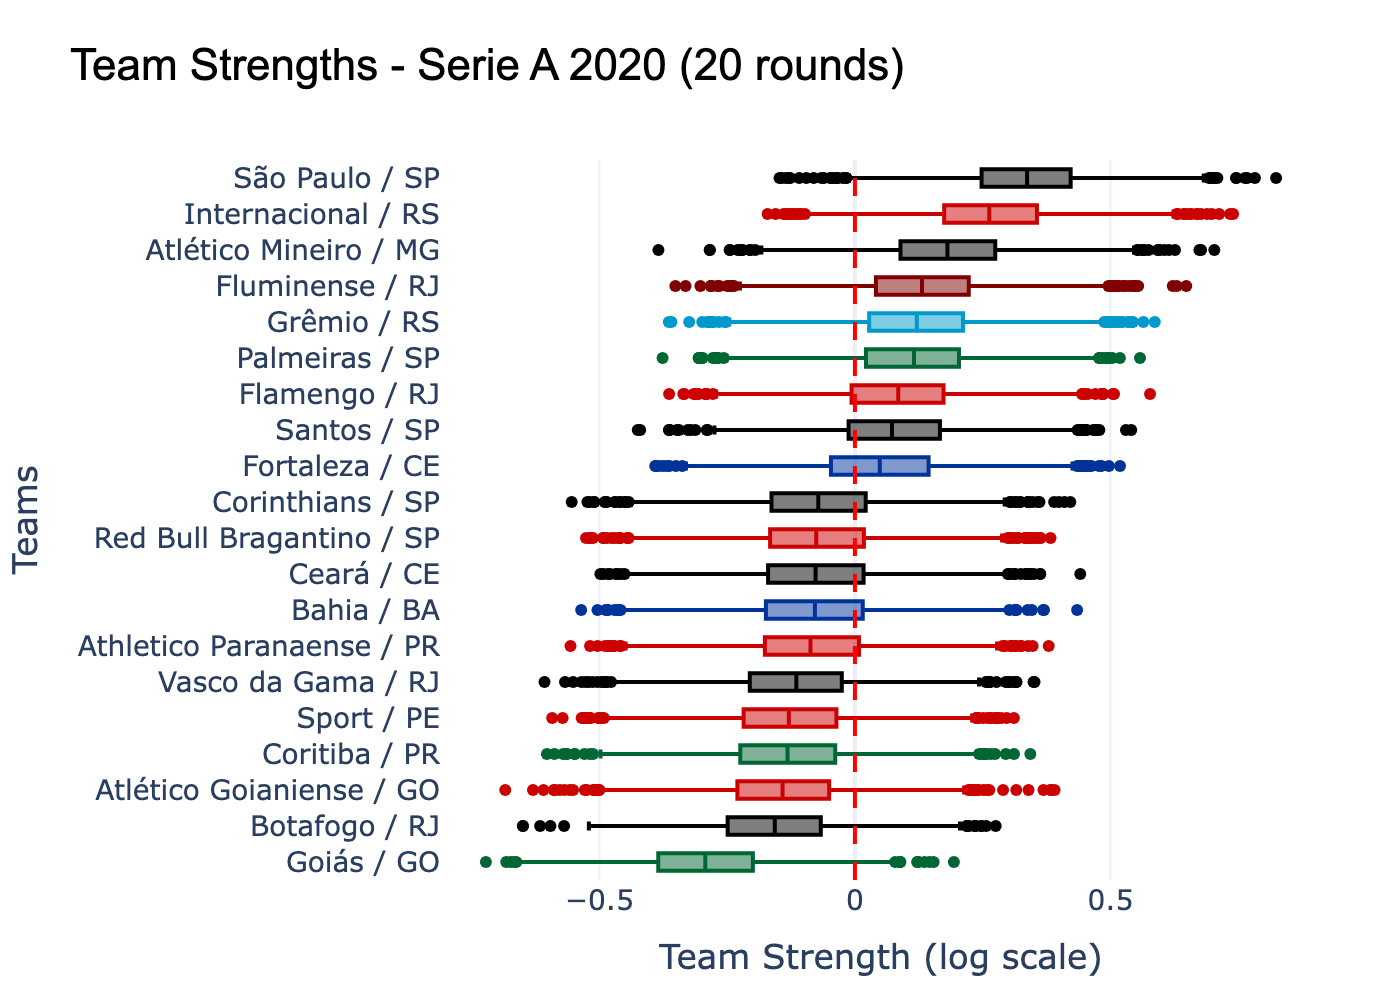 Team Strengths - Serie A 2020 (20 rounds)
São Paulo / SP
Internacional / RS
Atlético Mineiro / MG
Fluminense / RJ
Grêmio / RS
Palmeiras / SP
Flamengo / RJ
Santos / SP
Fortaleza / CE
Corinthians / SP
Red Bull Bragantino / SP
Ceará / CE
Bahia / BA
Athletico Paranaense / PR
Vasco da Gama / RJ
Sport / PE
Coritiba / PR
Atlético Goianiense / GO
Botafogo / RJ
Goiás / GO
Teams
−0.5 0 0.5
Team Strength (log scale)